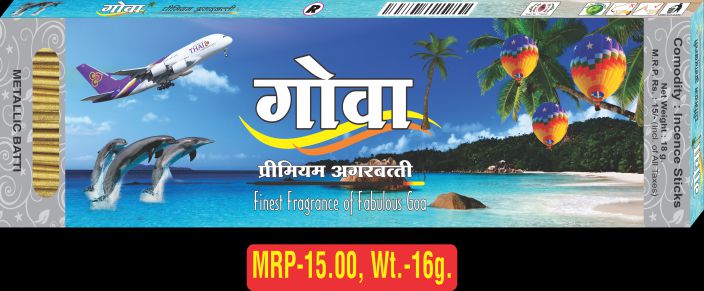 गोवा
प्रीमियम अगरबत्ती
R
METALLIC BATTI
THAI
गोवा
प्रीमियम अगरबत्ती
Finest Fragrance of Fabulous Goa
Comodity : Incence Sticks
Net Weight : 18 g.
M.R.P. Rs. : 15/- (Incl. of All Taxes)
MRP-15.00, Wt.-16g.